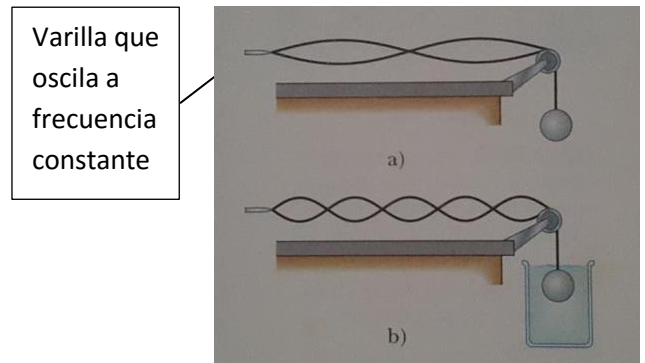 Varilla que
oscila a
frecuencia
constante
a)
b)